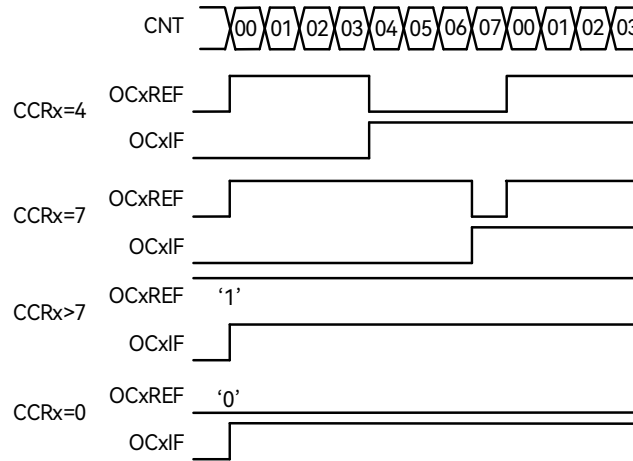 CNT 00 01 02 03 04 05 06 07 00 01 02 03
CCRx=4
OCxREF
OCxIF
CCRx=7
OCxREF
OCxIF
CCRx>7
OCxREF ‘1’
OCxIF
CCRx=0
OCxREF ‘0’
OCxIF